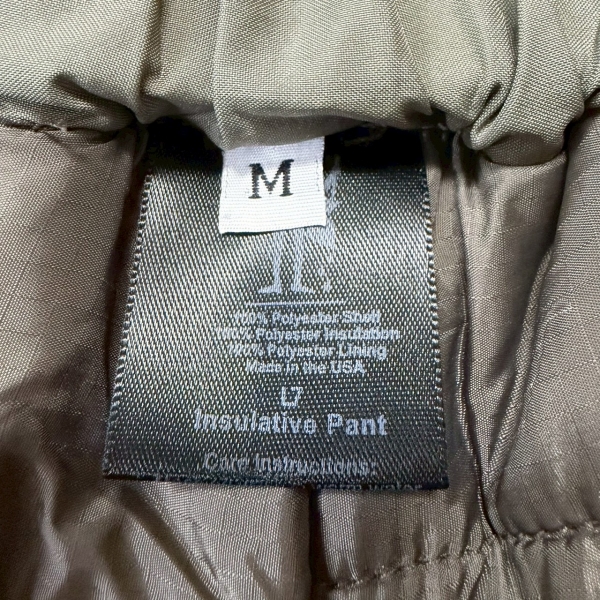 M
100% Polyester Shell
100% Polyester Insulation
100% Polyester Lining
Made in the USA
L7
Insulative Pant
Care Instructions: